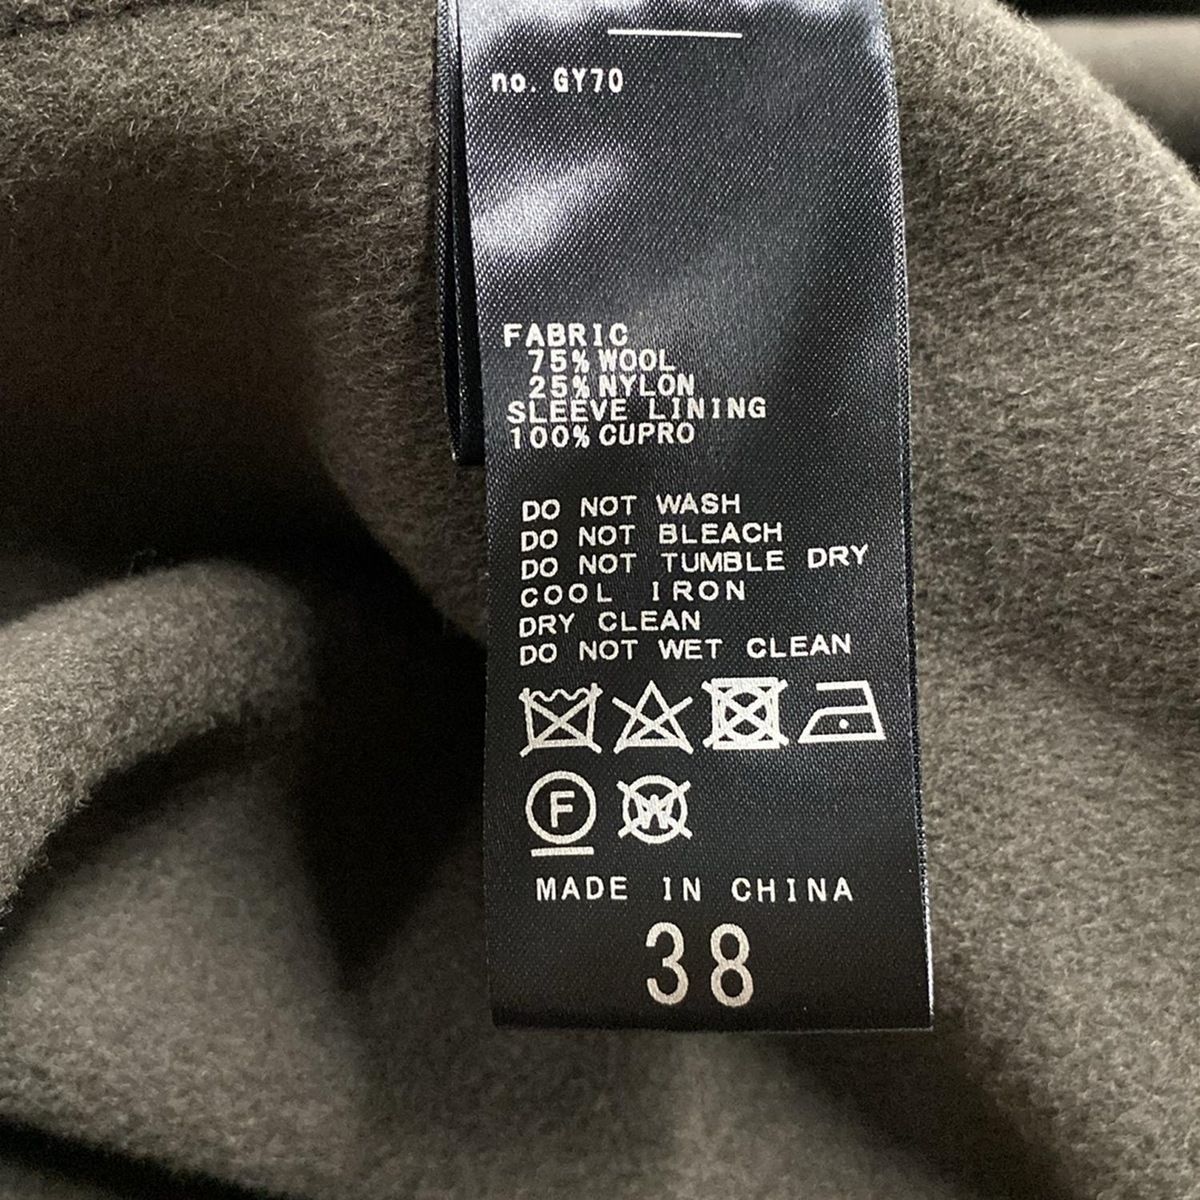 no. GY70
FABRIC
75% WOOL
25% NYLON
SLEEVE LINING
100% CUPRO
DO NOT WASH
DO NOT BLEACH
DO NOT TUMBLE DRY
COOL IRON
DRY CLEAN
DO NOT WET CLEAN
F W
MADE IN CHINA
38